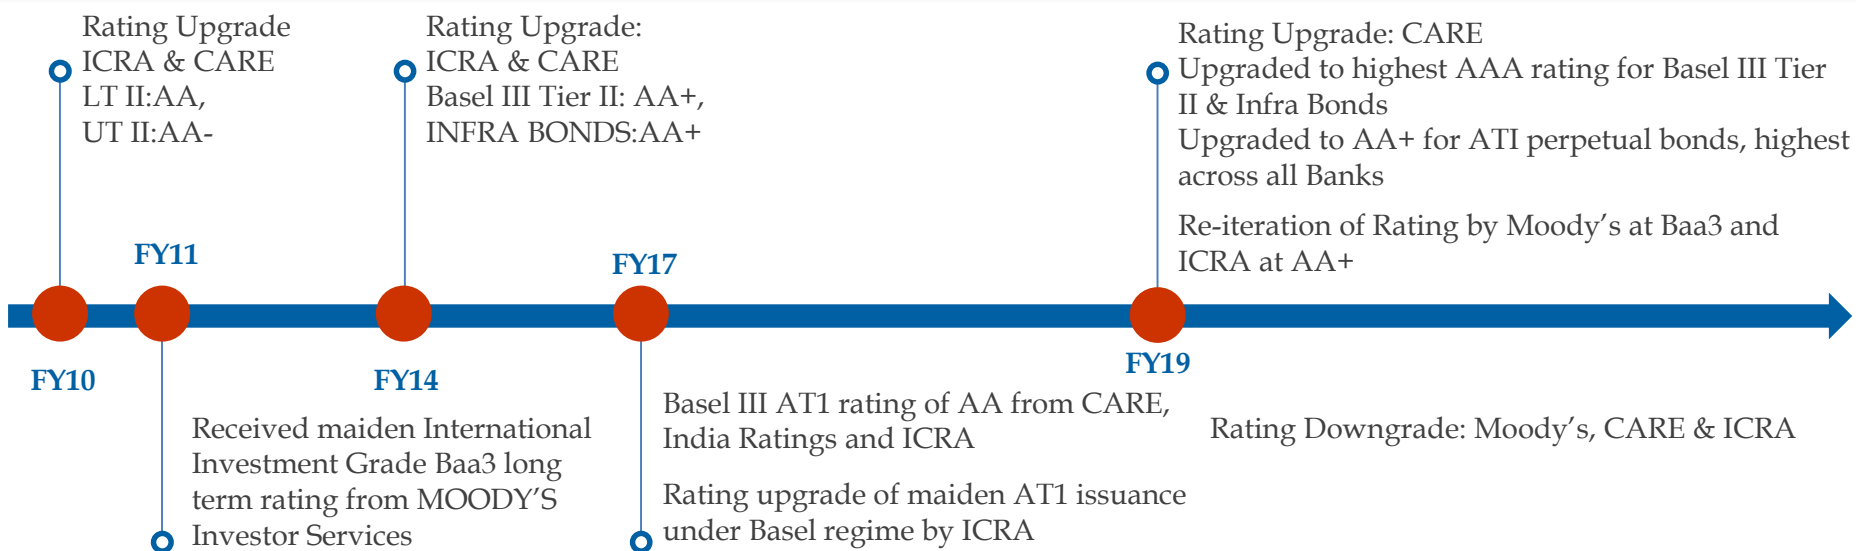 Rating Upgrade
ICRA & CARE
LT II:AA,
UT II:AA-
Rating Upgrade:
ICRA & CARE
Basel III Tier II: AA+,
INFRA BONDS:AA+
Rating Upgrade: CARE
Upgraded to highest AAA rating for Basel III Tier
II & Infra Bonds
Upgraded to AA+ for ATI perpetual bonds, highest
across all Banks
Re-iteration of Rating by Moody’s at Baa3 and
ICRA at AA+
FY11
FY17
FY10
FY14
FY19
Received maiden International
Investment Grade Baa3 long
term rating from MOODY’S
Investor Services
Basel III AT1 rating of AA from CARE,
India Ratings and ICRA
Rating upgrade of maiden AT1 issuance
under Basel regime by ICRA
Rating Downgrade: Moody’s, CARE & ICRA